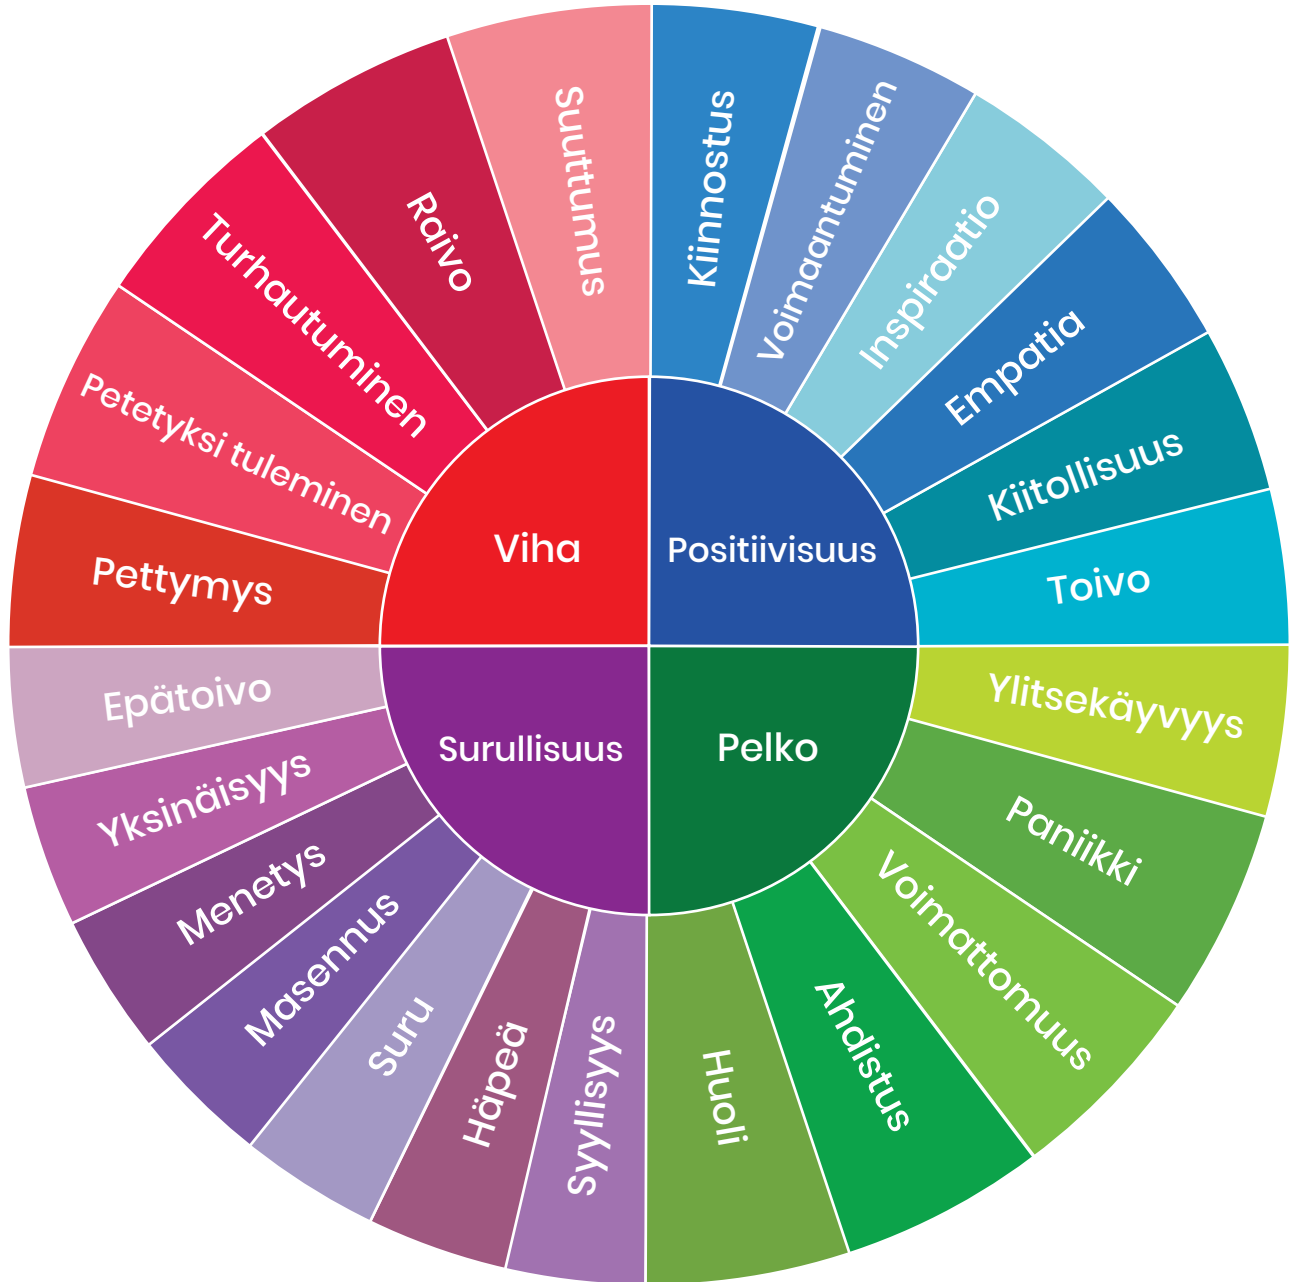 Suuttumus
Raivo
Turhautuminen
Petetyksi tuleminen
Pettymys
Viha
Kiinnostus
Voimaantuminen
Inspiraatio
Empatia
Kiitollisuus
Toivo
Positiivisuus
Epätoivo
Yksinäisyys
Menetys
Masennus
Suru
Häpeä
Syyllisyys
Surullisuus
Ylitsekäyvyys
Paniikki
Voimattomuus
Ahdistus
Huoli
Pelko